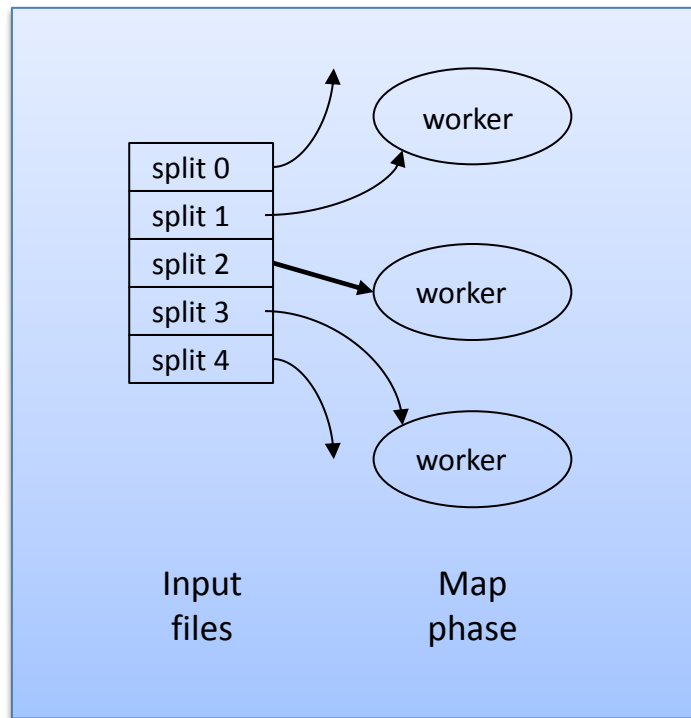 worker
split 0
split 1
split 2
worker
split 3
split 4
worker
Input
files
Map
phase